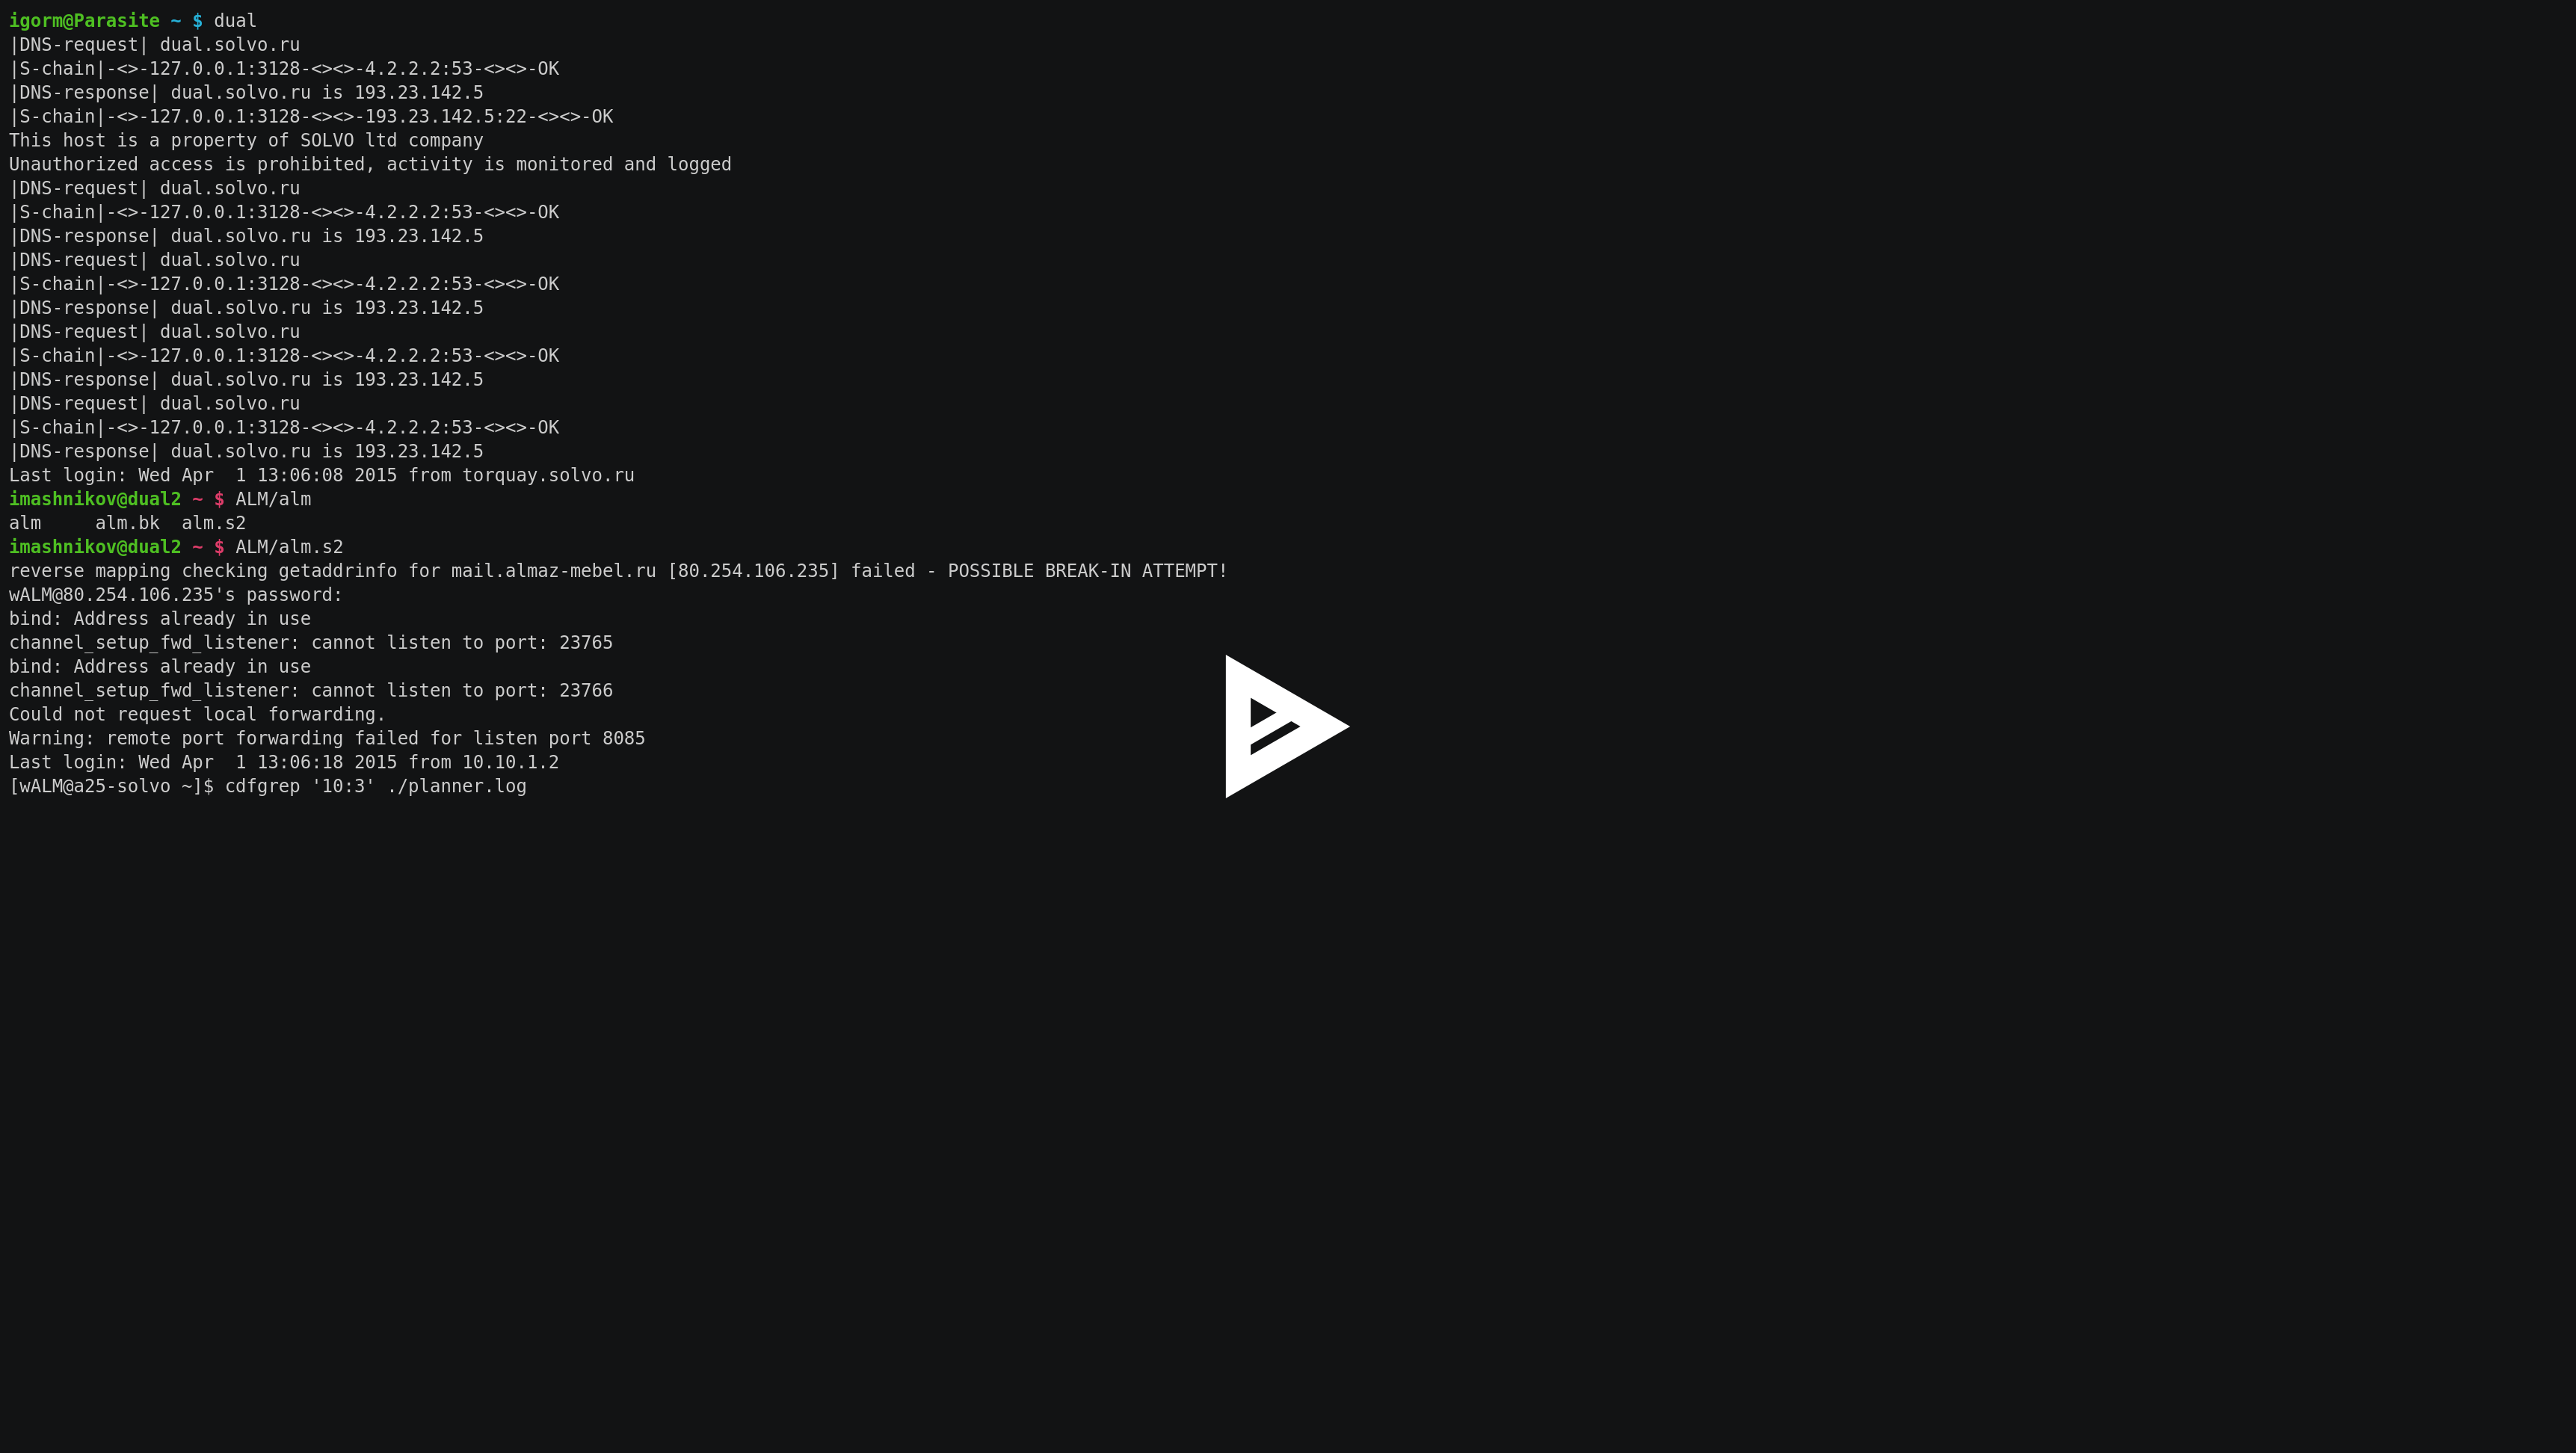 igorm@Parasite ~ $ dual
|DNS-request| dual.solvo.ru
|S-chain|-<>-127.0.0.1:3128-<><>-4.2.2.2:53-<><>-OK
|DNS-response| dual.solvo.ru is 193.23.142.5
|S-chain|-<>-127.0.0.1:3128-<><>-193.23.142.5:22-<><>-OK
This host is a property of SOLVO ltd company
Unauthorized access is prohibited, activity is monitored and logged
|DNS-request| dual.solvo.ru
|S-chain|-<>-127.0.0.1:3128-<><>-4.2.2.2:53-<><>-OK
|DNS-response| dual.solvo.ru is 193.23.142.5
|DNS-request| dual.solvo.ru
|S-chain|-<>-127.0.0.1:3128-<><>-4.2.2.2:53-<><>-OK
|DNS-response| dual.solvo.ru is 193.23.142.5
|DNS-request| dual.solvo.ru
|S-chain|-<>-127.0.0.1:3128-<><>-4.2.2.2:53-<><>-OK
|DNS-response| dual.solvo.ru is 193.23.142.5
|DNS-request| dual.solvo.ru
|S-chain|-<>-127.0.0.1:3128-<><>-4.2.2.2:53-<><>-OK
|DNS-response| dual.solvo.ru is 193.23.142.5
Last login: Wed Apr  1 13:06:08 2015 from torquay.solvo.ru
imashnikov@dual2 ~ $ ALM/alm
alm     alm.bk  alm.s2
imashnikov@dual2 ~ $ ALM/alm.s2
reverse mapping checking getaddrinfo for mail.almaz-mebel.ru [80.254.106.235] failed - POSSIBLE BREAK-IN ATTEMPT!
wALM@80.254.106.235's password:
bind: Address already in use
channel_setup_fwd_listener: cannot listen to port: 23765
bind: Address already in use
channel_setup_fwd_listener: cannot listen to port: 23766
Could not request local forwarding.
Warning: remote port forwarding failed for listen port 8085
Last login: Wed Apr  1 13:06:18 2015 from 10.10.1.2
[wALM@a25-solvo ~]$ cdfgrep '10:3' ./planner.log